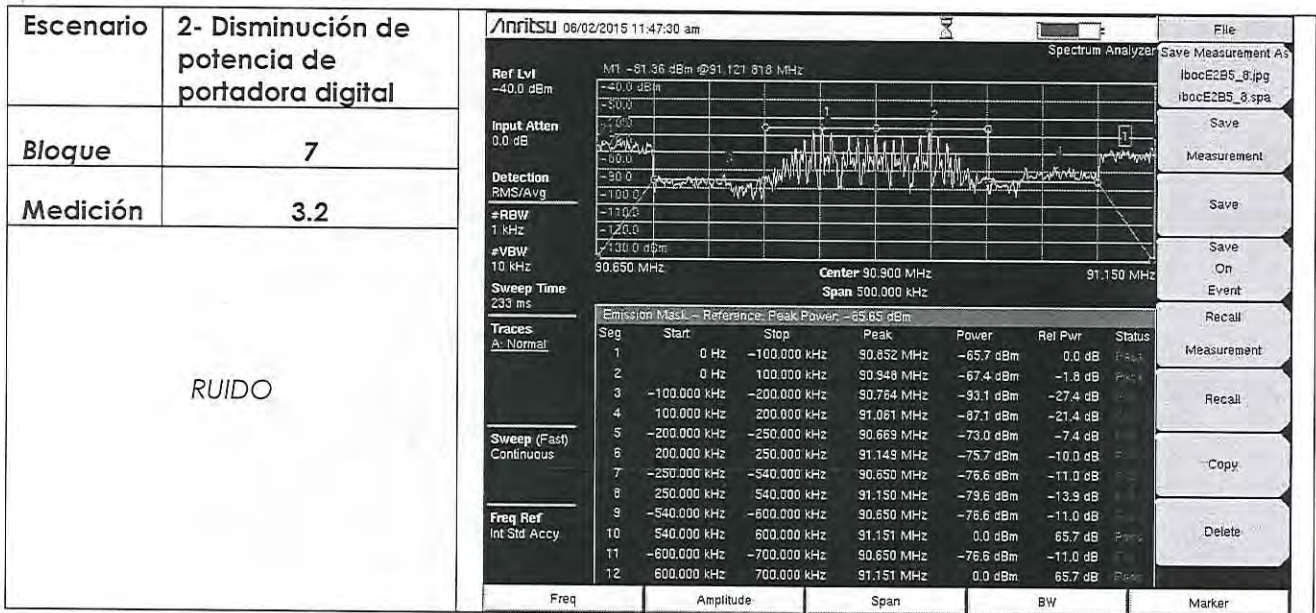 Escenario
2- Disminución de
potencia de
portadora digital
Bloque
7
Medición
3.2
RUIDO
Anritsu 06/02/2015 11:47:30 am
Spectrum Analyzer
Ref Lvl
-40.0 dBm
Input Atten
0.0 dB
Detection
RMS/Avg
#RBW
1 kHz
#VBW
10 kHz
Sweep Time
233 ms
Traces
A: Normal
Sweep (Fast)
Continuous
Freq Ref
Int Std Accy
M1 -81.36 dBm @91.121 818 MHz
-40.0 dBm
-50.0
-90.0
-100.0
-110.0
-120.0
-130.0 dBm
1
2
1
90.650 MHz
Center 90.900 MHz
91.150 MHz
Span 500.000 kHz
Emission Mask - Reference: Peak Power: -65.65 dBm
Seg Start Stop Peak Power Rel Pwr Status
1 0 Hz -100.000 kHz 90.852 MHz -65.7 dBm 0.0 dB Pass
2 0 Hz 100.000 kHz 90.948 MHz -67.4 dBm -1.8 dB Pass
3 -100.000 kHz -200.000 kHz 90.764 MHz -93.1 dBm -27.4 dB
4 100.000 kHz 200.000 kHz 91.061 MHz -87.1 dBm -21.4 dB
5 -200.000 kHz -250.000 kHz 90.669 MHz -73.0 dBm -7.4 dB
6 200.000 kHz 250.000 kHz 91.149 MHz -75.7 dBm -10.0 dB
7 -250.000 kHz -540.000 kHz 90.650 MHz -76.6 dBm -11.0 dB
8 250.000 kHz 540.000 kHz 91.150 MHz -79.6 dBm -13.9 dB
9 -540.000 kHz -600.000 kHz 90.650 MHz -76.6 dBm -11.0 dB
10 540.000 kHz 600.000 kHz 91.151 MHz 0.0 dBm 65.7 dB Pass
11 -600.000 kHz -700.000 kHz 90.650 MHz -76.6 dBm -11.0 dB
12 600.000 kHz 700.000 kHz 91.151 MHz 0.0 dBm 65.7 dB Pass
File
Save Measurement As
ibocE2B5_8.jpg
ibocE2B5_8.spa
Save
Measurement
Save
Save
On
Event
Recall
Measurement
Recall
Copy
Delete
Freq
Amplitude
Span
BW
Marker